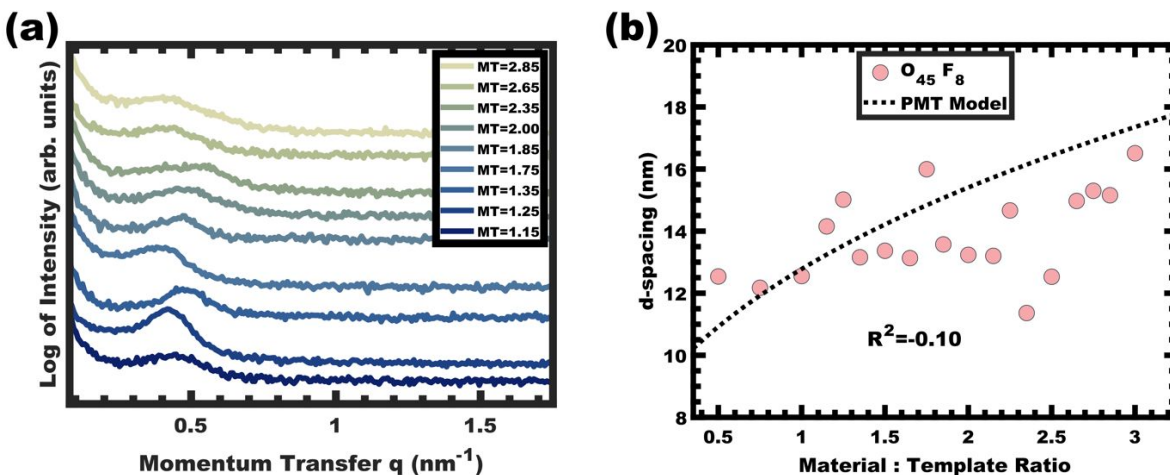 (a)
Log of Intensity (arb. units)
MT=2.85
MT=2.65
MT=2.35
MT=2.00
MT=1.85
MT=1.75
MT=1.35
MT=1.25
MT=1.15
0.5 1 1.5
Momentum Transfer q (nm⁻¹)
(b)
d-spacing (nm)
20
18
16
14
12
10
8
O₄₅ F₈
PMT Model
R²=-0.10
0.5 1 1.5 2 2.5 3
Material : Template Ratio